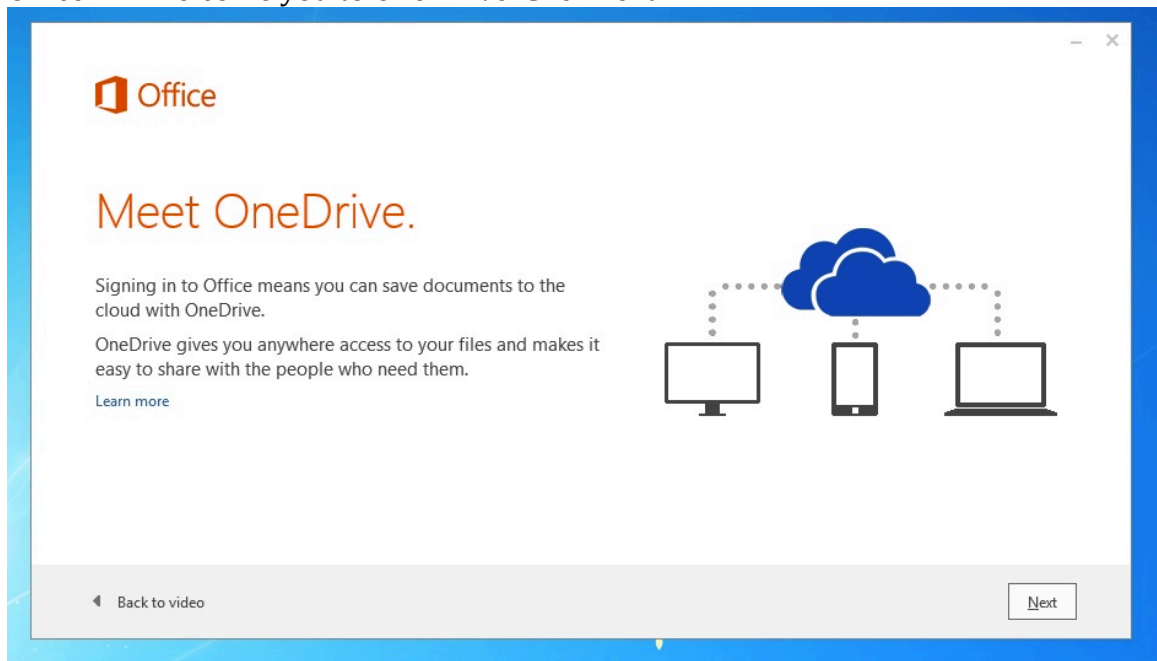 Office
Meet OneDrive.
Signing in to Office means you can save documents to the
cloud with OneDrive.
OneDrive gives you anywhere access to your files and makes it
easy to share with the people who need them.
Learn more
Back to video
Next